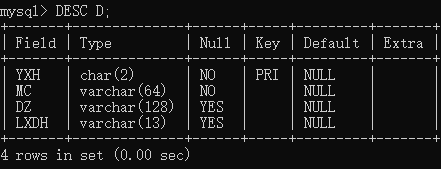 mysql> DESC D;
+-------+--------------+------+-----+---------+-------+
| Field | Type         | Null | Key | Default | Extra |
+-------+--------------+------+-----+---------+-------+
| YXH   | char(2)      | NO   | PRI | NULL    |       |
| MC    | varchar(64)  | NO   |     | NULL    |       |
| DZ    | varchar(128) | YES  |     | NULL    |       |
| LXDH  | varchar(13)  | YES  |     | NULL    |       |
+-------+--------------+------+-----+---------+-------+
4 rows in set (0.00 sec)